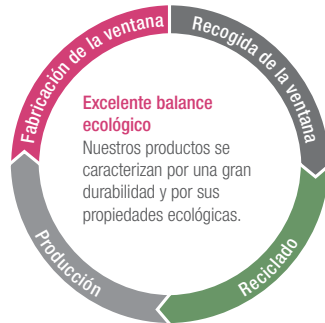 Fabricación de la ventana
Recogida de la ventana
Excelente balance
ecológico
Nuestros productos se
caracterizan por una gran
durabilidad y por sus
propiedades ecológicas.
Producción
Reciclado